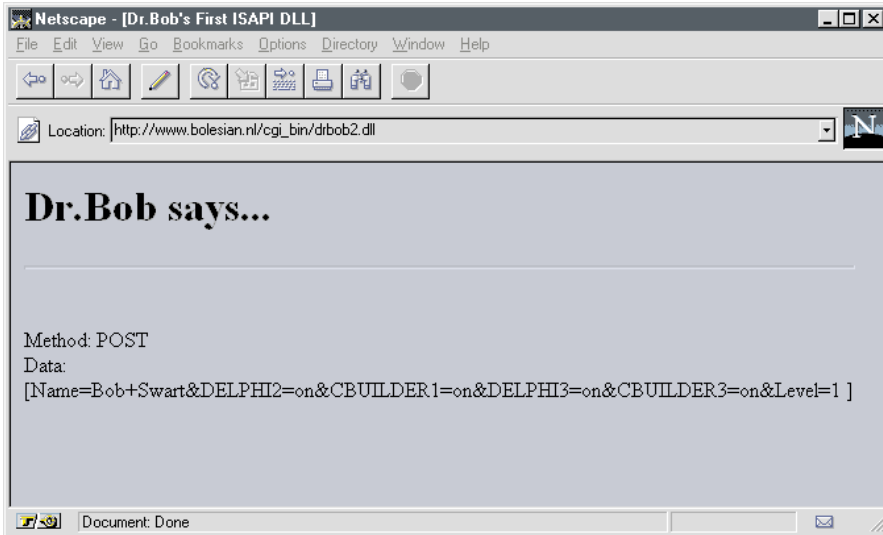 Netscape - [Dr.Bob's First ISAPI DLL]
File Edit View Go Bookmarks Options Directory Window Help
Location: http://www.bolesian.nl/cgi_bin/drbob2.dll
N
Dr.Bob says...
Method: POST
Data:
[Name=Bob+Swart&DELPHI2=on&CBUILDER1=on&DELPHI3=on&CBUILDER3=on&Level=1 ]
Document: Done